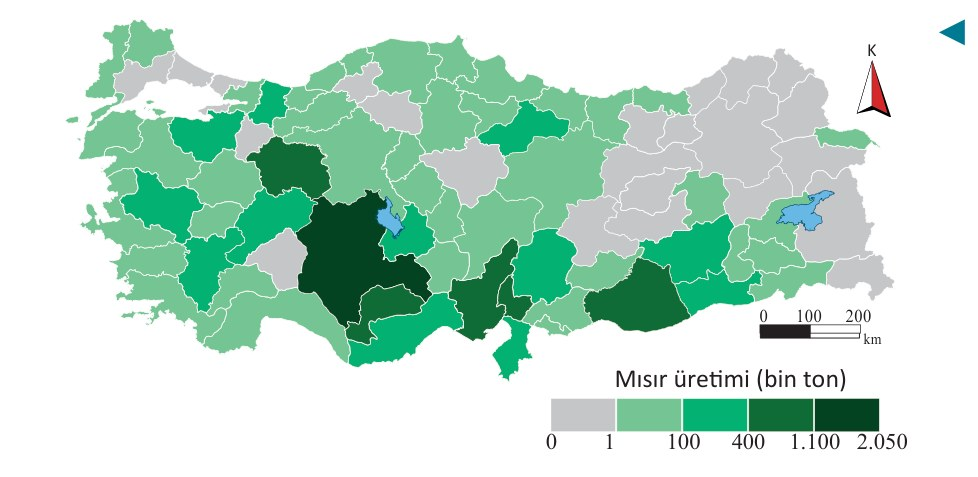 K
0 100 200
km
Mısır üretimi (bin ton)
0 1 100 400 1.100 2.050